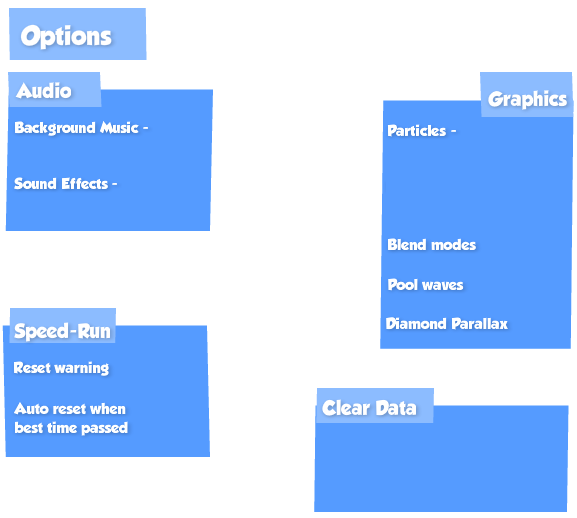 Options
Audio
Background Music -
Sound Effects -
Graphics
Particles -
Blend modes
Pool waves
Diamond Parallax
Speed-Run
Reset warning
Auto reset when
best time passed
Clear Data